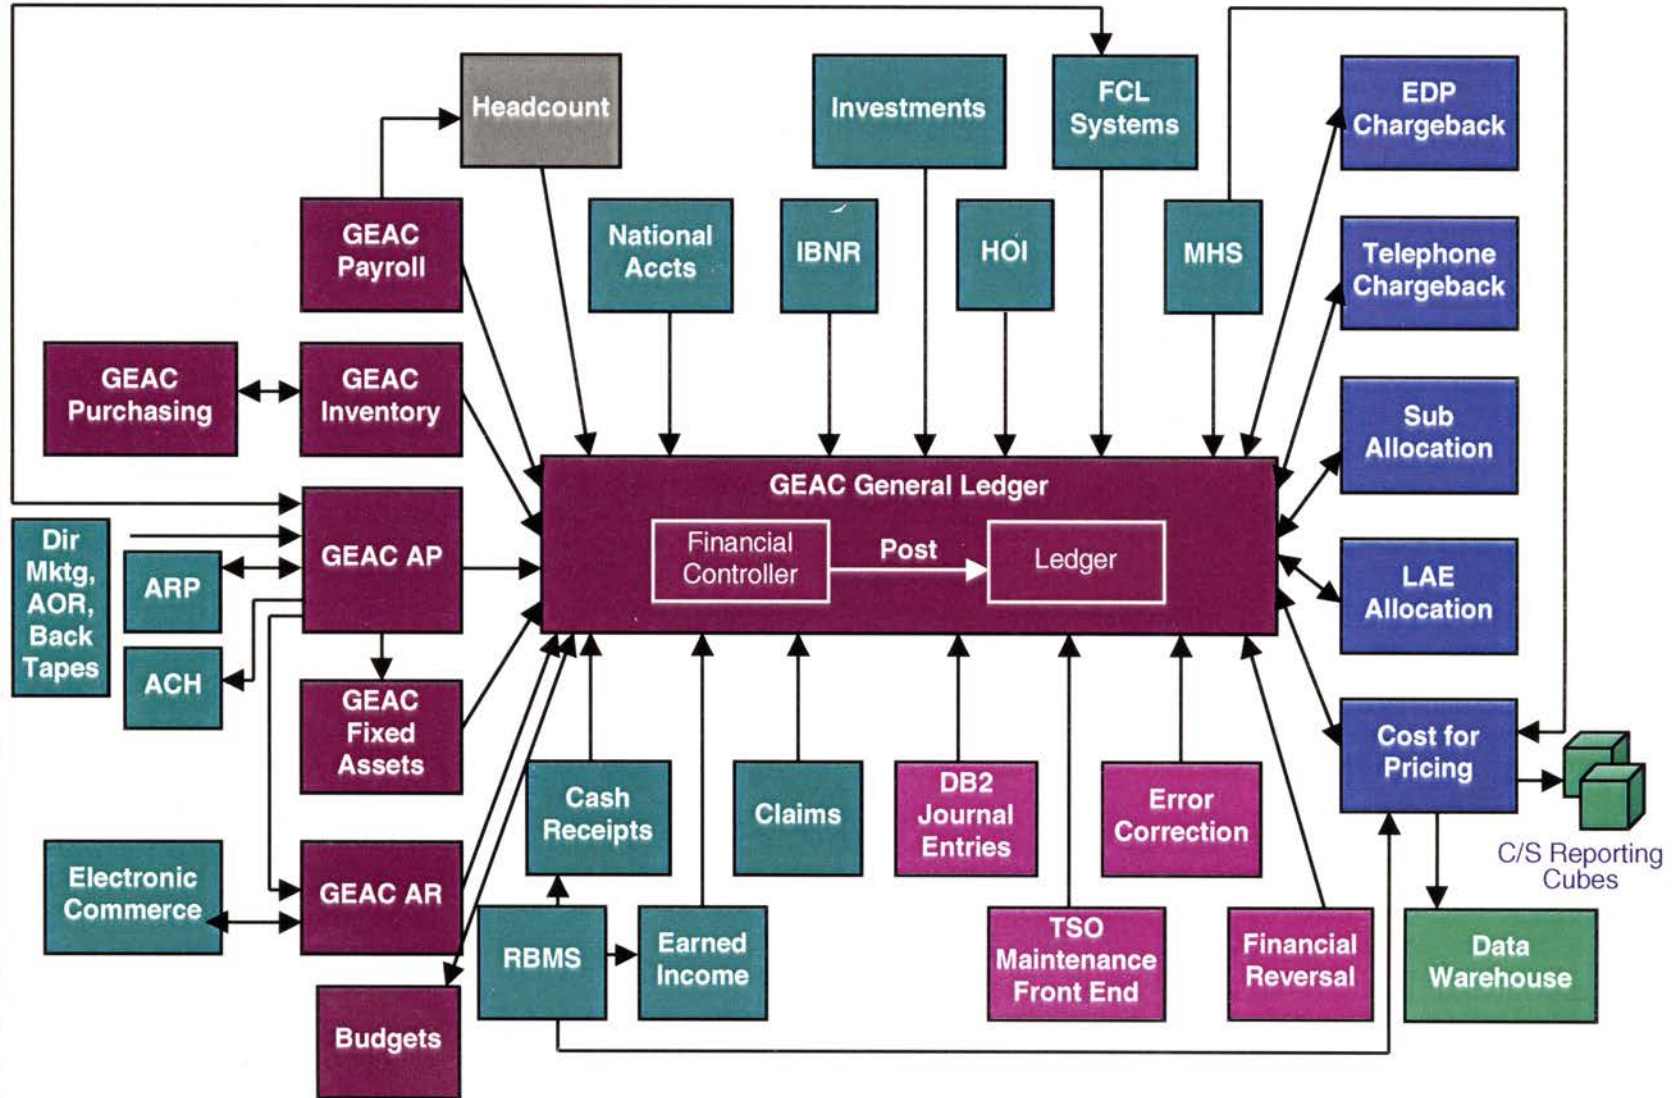 Headcount
Investments
FCL
Systems
EDP
Chargeback
GEAC
Payroll
National
Accts
IBNR
HOI
MHS
Telephone
Chargeback
GEAC
Purchasing
GEAC
Inventory
Sub
Allocation
GEAC General Ledger
Financial
Controller
Post
Ledger
Dir
Mktg,
AOR,
Back
Tapes
ARP
ACH
GEAC AP
LAE
Allocation
GEAC
Fixed
Assets
Cost for
Pricing
Cash
Receipts
Claims
DB2
Journal
Entries
Error
Correction
C/S Reporting
Cubes
Electronic
Commerce
GEAC AR
RBMS
Earned
Income
TSO
Maintenance
Front End
Financial
Reversal
Data
Warehouse
Budgets